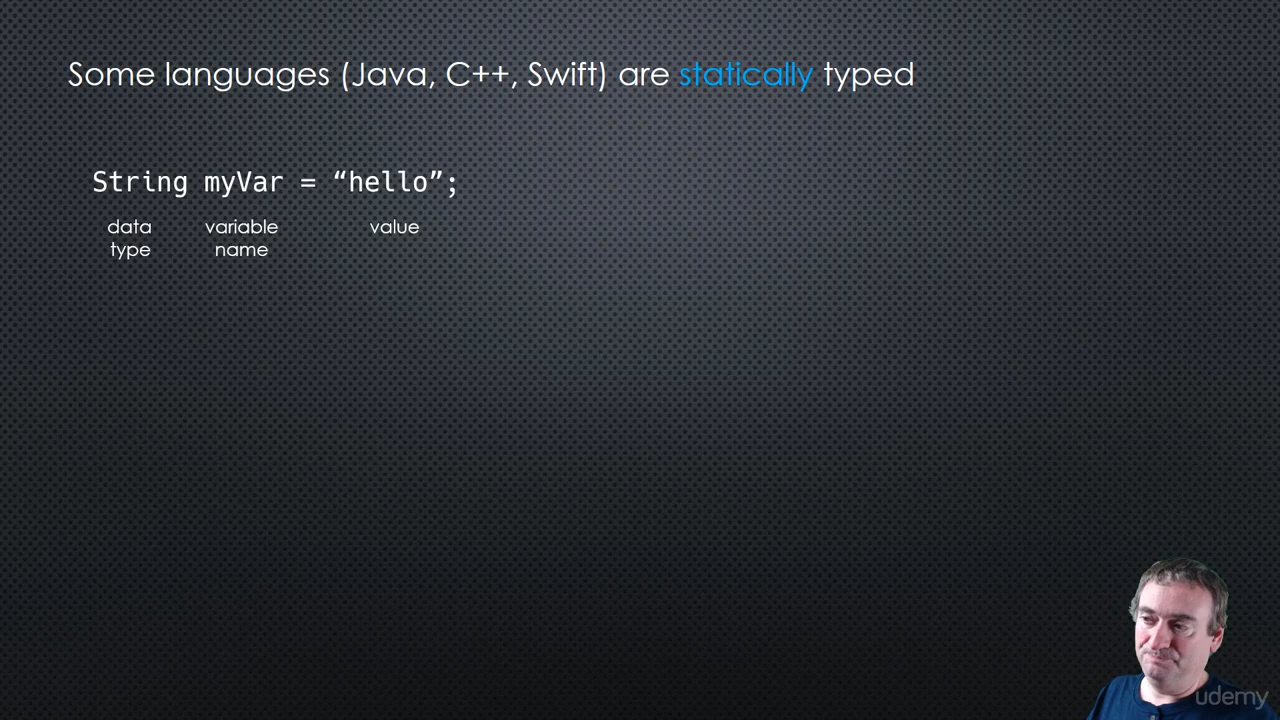 Some languages (Java, C++, Swift) are statically typed
String myVar = “hello”;
data variable value
type name
udemy